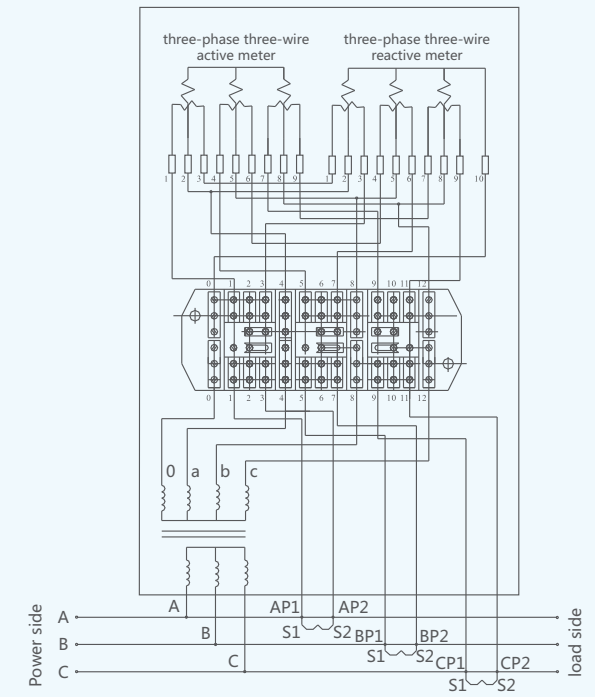 three-phase three-wire
active meter
three-phase three-wire
reactive meter
1 2 3 4 5 6 7 8 9
1 2 3 4 5 6 7 8 9 10
0 1 2 3 4 5 6 7 8 9 10 11 12
0 1 2 3 4 5 6 7 8 9 10 11 12
0 a b c
A AP1 AP2
A
S1 S2
B BP1 BP2
B
S1 S2
C CP1 CP2
C
S1 S2
Power side
load side